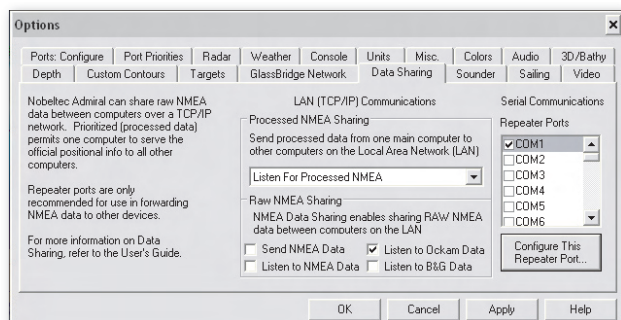 Options
Ports: Configure Port Priorities Radar Weather Console Units Misc. Colors Audio 3D/Bathy
Depth Custom Contours Targets GlassBridge Network Data Sharing Sounder Sailing Video
Nobeltec Admiral can share raw NMEA
data between computers over a TCP/IP
network. Prioritized (processed data)
permits one computer to serve the
official positional info to all other
computers.
Repeater ports are only
recommended for use in forwarding
NMEA data to other devices.
For more information on Data
Sharing, refer to the User's Guide.
LAN (TCP/IP) Communications
Processed NMEA Sharing
Send processed data from one main computer to
other computers on the Local Area Network (LAN)
Listen For Processed NMEA
Raw NMEA Sharing
NMEA Data Sharing enables sharing RAW NMEA
data between computers on the LAN
Send NMEA Data Listen to Ockam Data
Listen to NMEA Data Listen to B&G Data
Serial Communications
Repeater Ports
COM1
COM2
COM3
COM4
COM5
COM6
Configure This
Repeater Port...
OK Cancel Apply Help